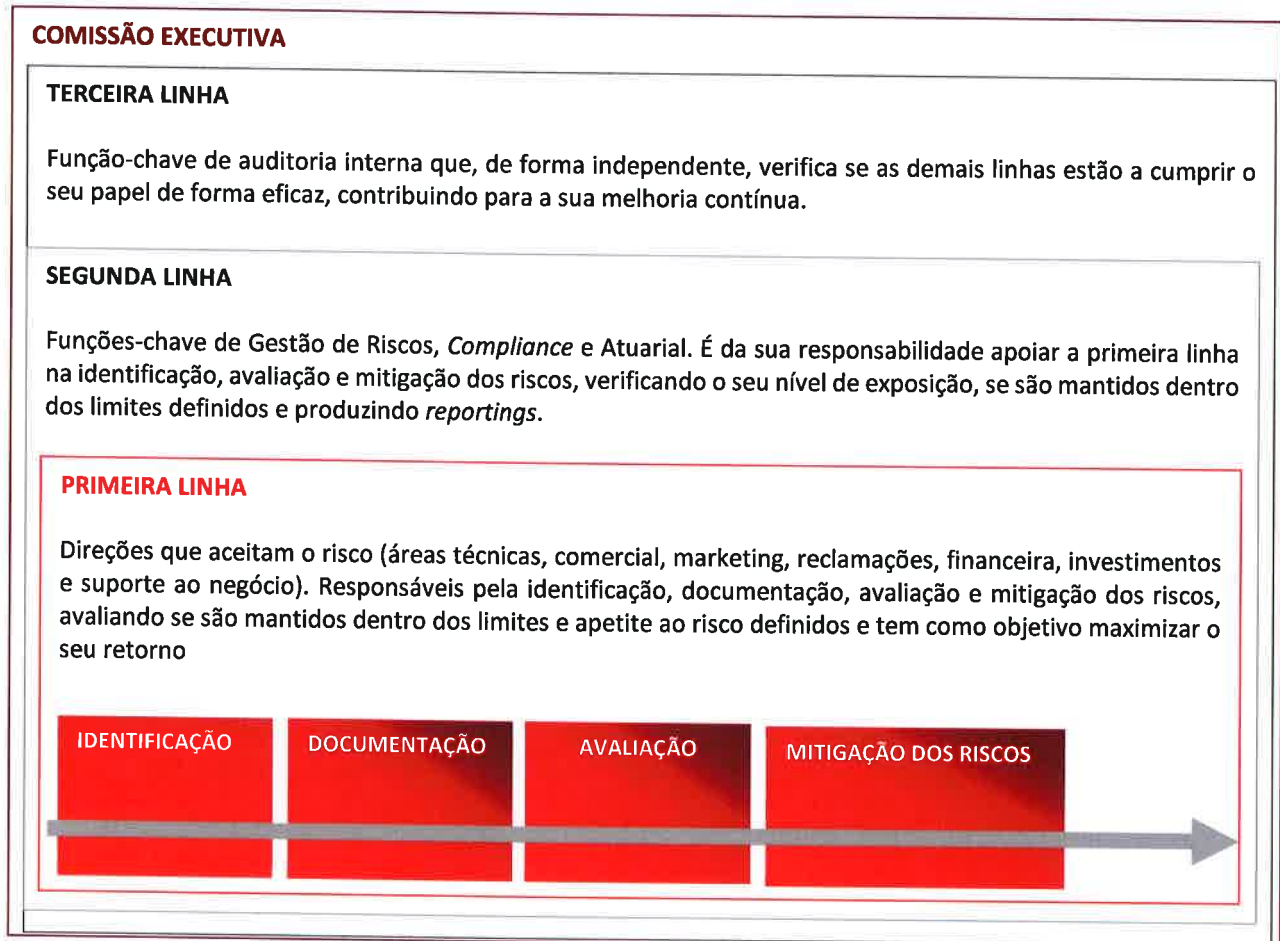 COMISSÃO EXECUTIVA
TERCEIRA LINHA
Função-chave de auditoria interna que, de forma independente, verifica se as demais linhas estão a cumprir o
seu papel de forma eficaz, contribuindo para a sua melhoria contínua.
SEGUNDA LINHA
Funções-chave de Gestão de Riscos, Compliance e Atuarial. É da sua responsabilidade apoiar a primeira linha
na identificação, avaliação e mitigação dos riscos, verificando o seu nível de exposição, se são mantidos dentro
dos limites definidos e produzindo reportings.
PRIMEIRA LINHA
Direções que aceitam o risco (áreas técnicas, comercial, marketing, reclamações, financeira, investimentos
e suporte ao negócio). Responsáveis pela identificação, documentação, avaliação e mitigação dos riscos,
avaliando se são mantidos dentro dos limites e apetite ao risco definidos e tem como objetivo maximizar o
seu retorno
IDENTIFICAÇÃO
DOCUMENTAÇÃO
AVALIAÇÃO
MITIGAÇÃO DOS RISCOS